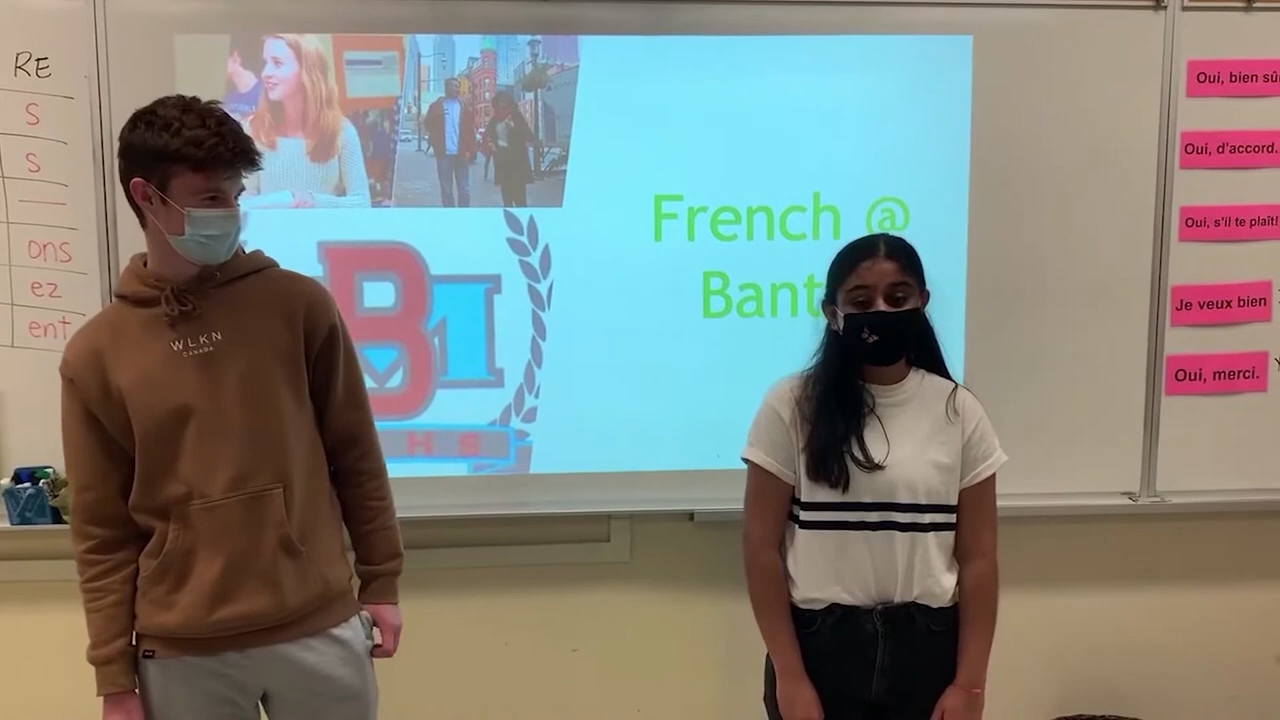 RE
S
S
ons
ez
ent
WLKN
CANADA
B
HS
French @
Bant
Oui, bien sû
Oui, d'accord.
Oui, s'il te plaît!
Je veux bien
Oui, merci.